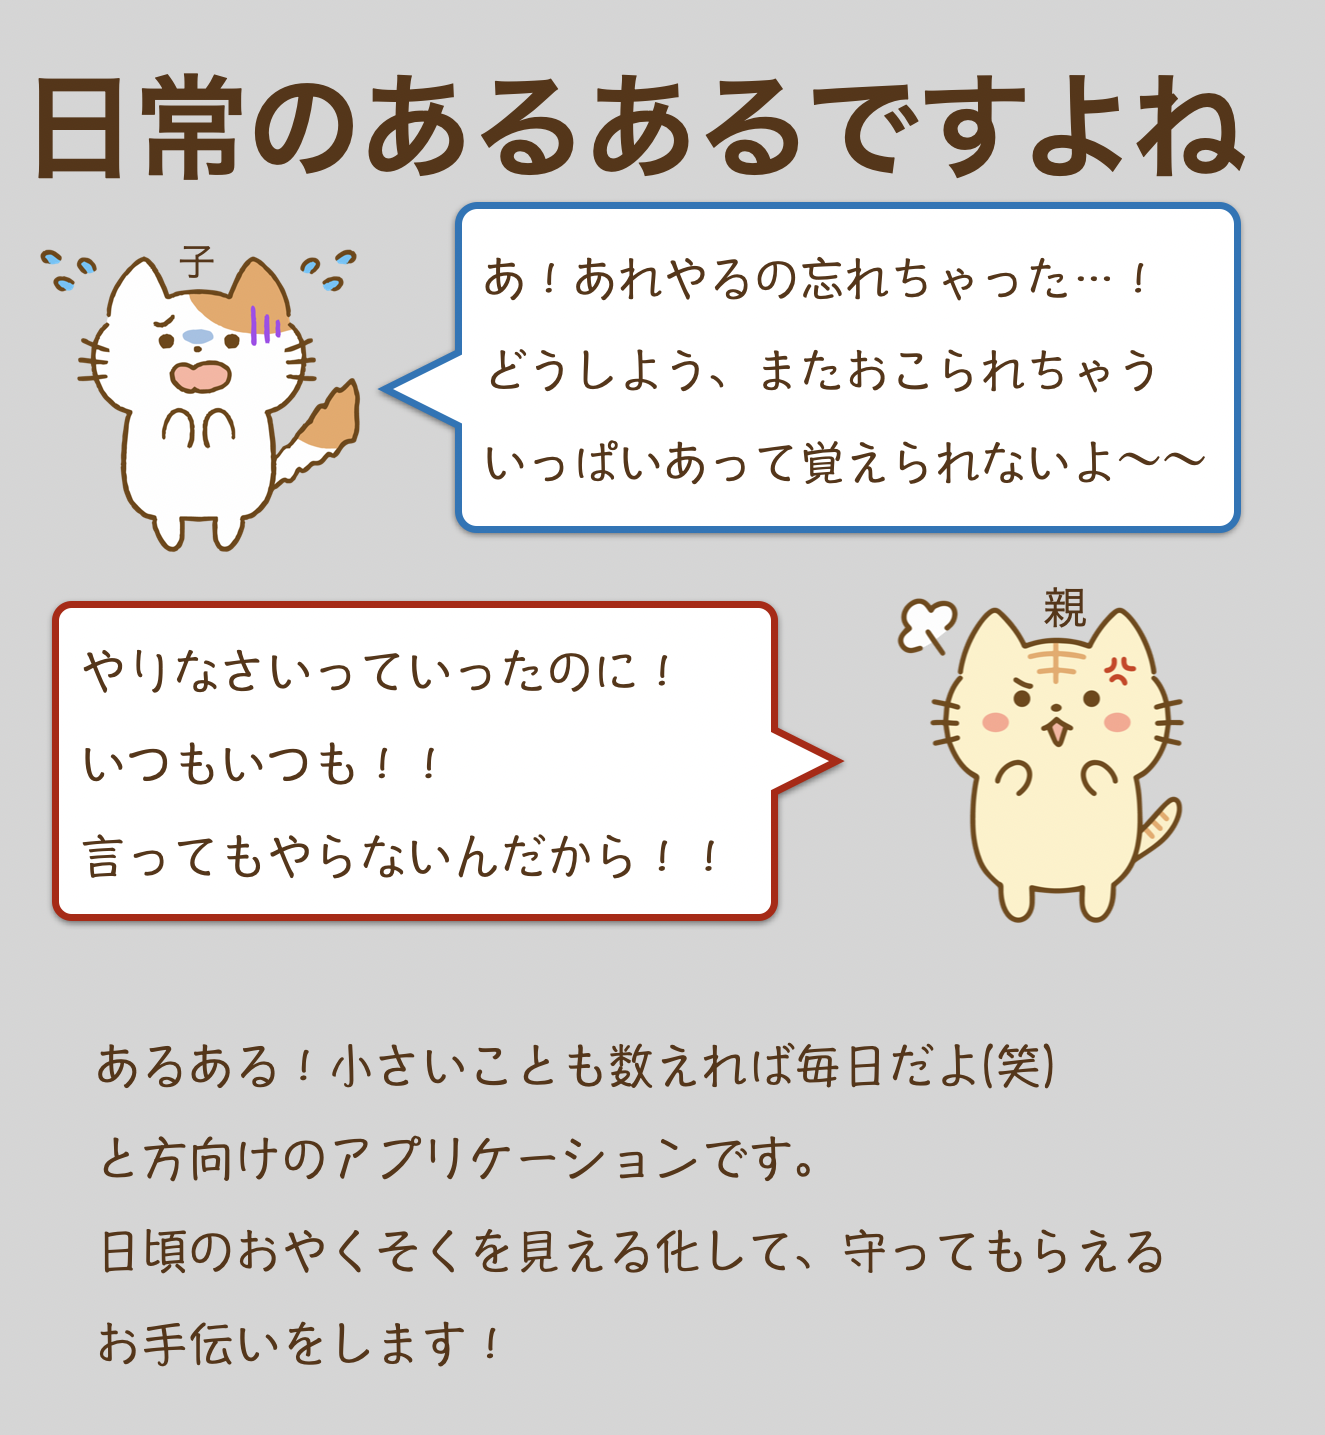 日常のあるあるですよね
子
あ！あれやるの忘れちゃった…！
どうしよう、またおこられちゃう
いっぱいあって覚えられないよ〜〜
親
やりなさいっていったのに！
いつもいつも！！
言ってもやらないんだから！！
あるある！小さいことも数えれば毎日だよ(笑)
と方向けのアプリケーションです。
日頃のおやくそくを見える化して、守ってもらえる
お手伝いをします！